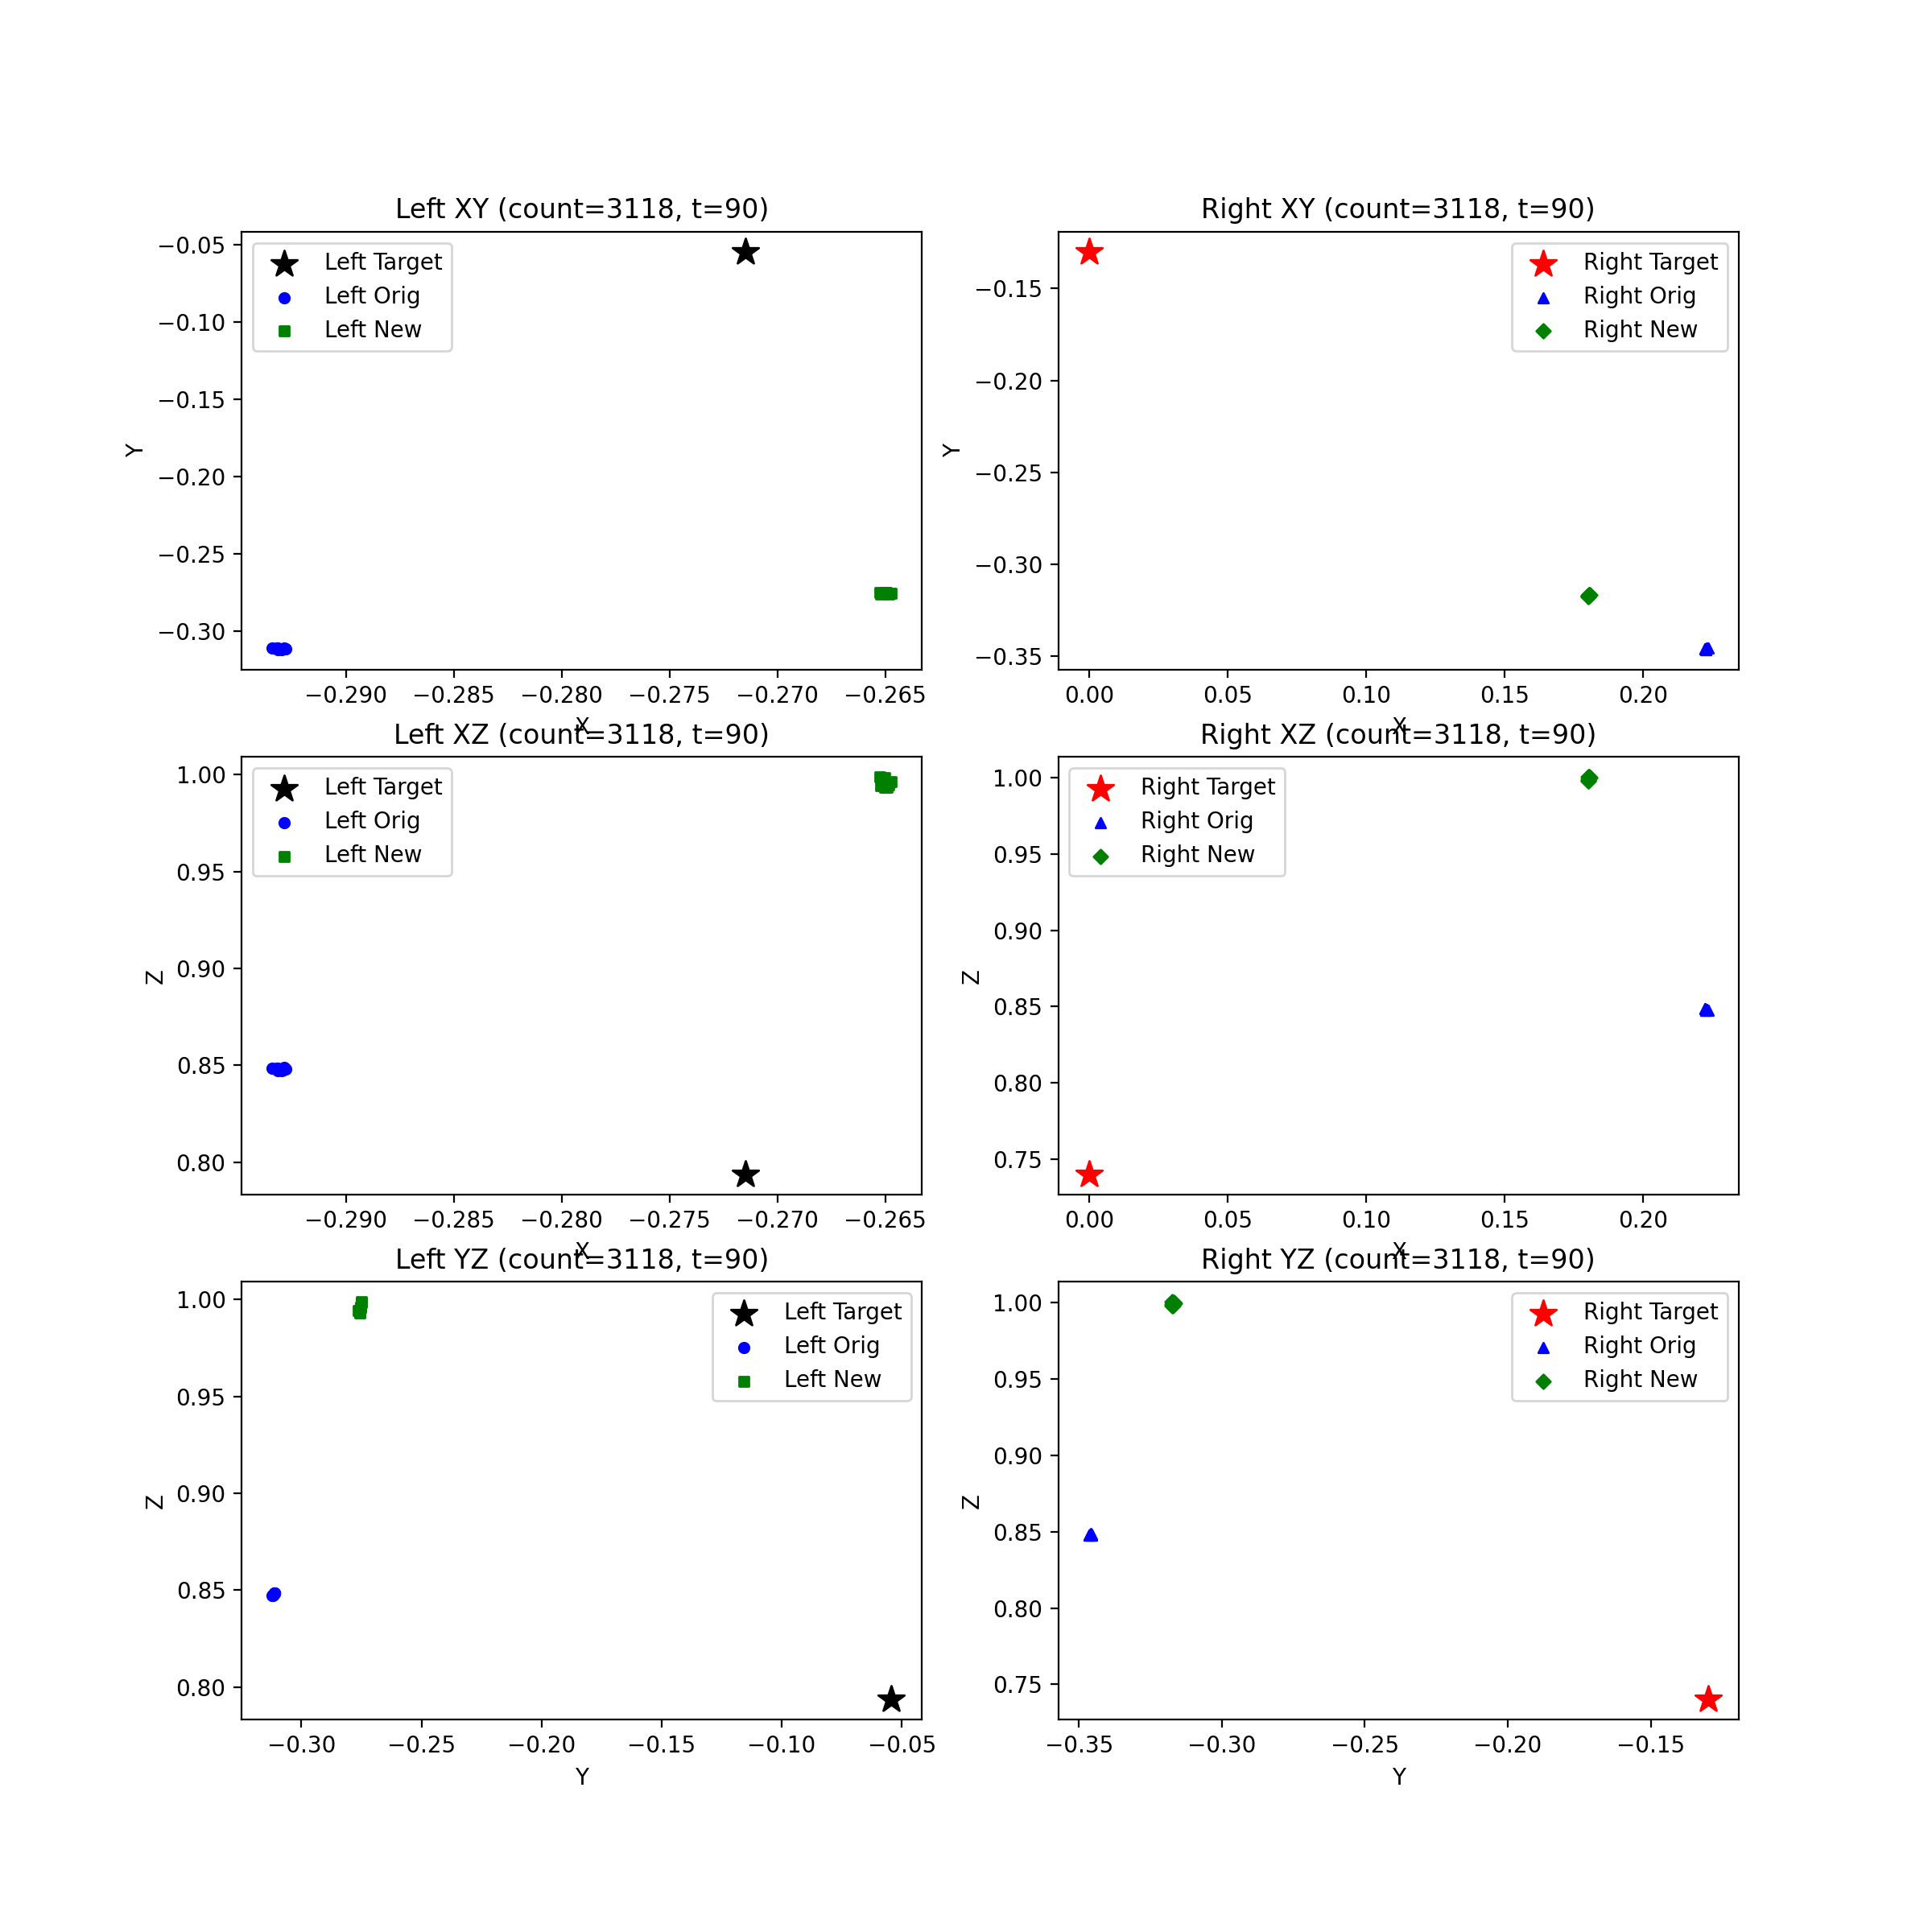 Left XY (count=3118, t=90)
Right XY (count=3118, t=90)
−0.05
−0.10
−0.15
−0.20
−0.25
−0.30
Y
Left Target
Left Orig
Left New
−0.290
−0.285
−0.280
−0.275
−0.270
−0.265
X
−0.15
−0.20
−0.25
−0.30
−0.35
Y
Right Target
Right Orig
Right New
0.00
0.05
0.10
0.15
0.20
X
Left XZ (count=3118, t=90)
Right XZ (count=3118, t=90)
1.00
0.95
0.90
0.85
0.80
Z
Left Target
Left Orig
Left New
−0.290
−0.285
−0.280
−0.275
−0.270
−0.265
X
1.00
0.95
0.90
0.85
0.80
0.75
Z
Right Target
Right Orig
Right New
0.00
0.05
0.10
0.15
0.20
X
Left YZ (count=3118, t=90)
Right YZ (count=3118, t=90)
1.00
0.95
0.90
0.85
0.80
Z
Left Target
Left Orig
Left New
−0.30
−0.25
−0.20
−0.15
−0.10
−0.05
Y
1.00
0.95
0.90
0.85
0.80
0.75
Z
Right Target
Right Orig
Right New
−0.35
−0.30
−0.25
−0.20
−0.15
Y